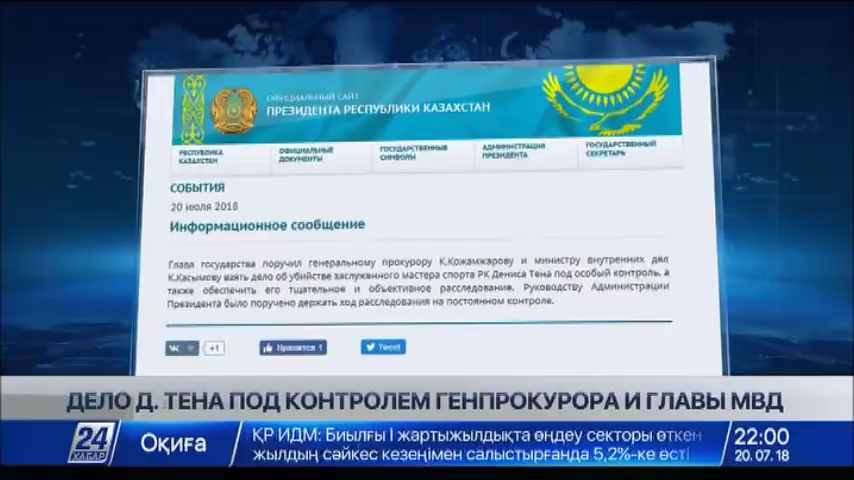 ОФИЦИАЛЬНЫЙ САЙТ
ПРЕЗИДЕНТА РЕСПУБЛИКИ КАЗАХСТАН
РЕСПУБЛИКА КАЗАХСТАН
ОФИЦИАЛЬНЫЕ ДОКУМЕНТЫ
ГОСУДАРСТВЕННЫЕ СИМВОЛЫ
АДМИНИСТРАЦИЯ ПРЕЗИДЕНТА
ГОСУДАРСТВЕННЫЙ СЕКРЕТАРЬ
СОБЫТИЯ
20 июля 2018
Информационное сообщение
Глава государства поручил генеральному прокурору К.Кожамжарову и министру внутренних дел
К.Касымову взять дело об убийстве заслуженного мастера спорта РК Дениса Тена под особый контроль, а
также обеспечить его тщательное и объективное расследование. Руководству Администрации
Президента было поручено держать ход расследования на постоянном контроле.
+1
Нравится 1
Tweet
ДЕЛО Д. ТЕНА ПОД КОНТРОЛЕМ ГЕНПРОКУРОРА И ГЛАВЫ МВД
24
ХАБАР
Оқиға
ҚР ИДМ: Биылғы I жартыжылдықта өңдеу секторы өткен
жылдың сәйкес кезеңімен салыстырғанда 5,2%-ке өсті
22:00
20.07.18